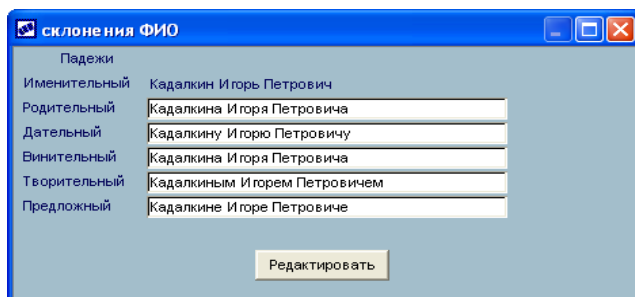 склонения ФИО
Падежи
Именительный Кадалкин Игорь Петрович
Родительный Кадалкина Игоря Петровича
Дательный Кадалкину Игорю Петровичу
Винительный Кадалкина Игоря Петровича
Творительный Кадалкиным Игорем Петровичем
Предложный Кадалкине Игоре Петровиче
Редактировать